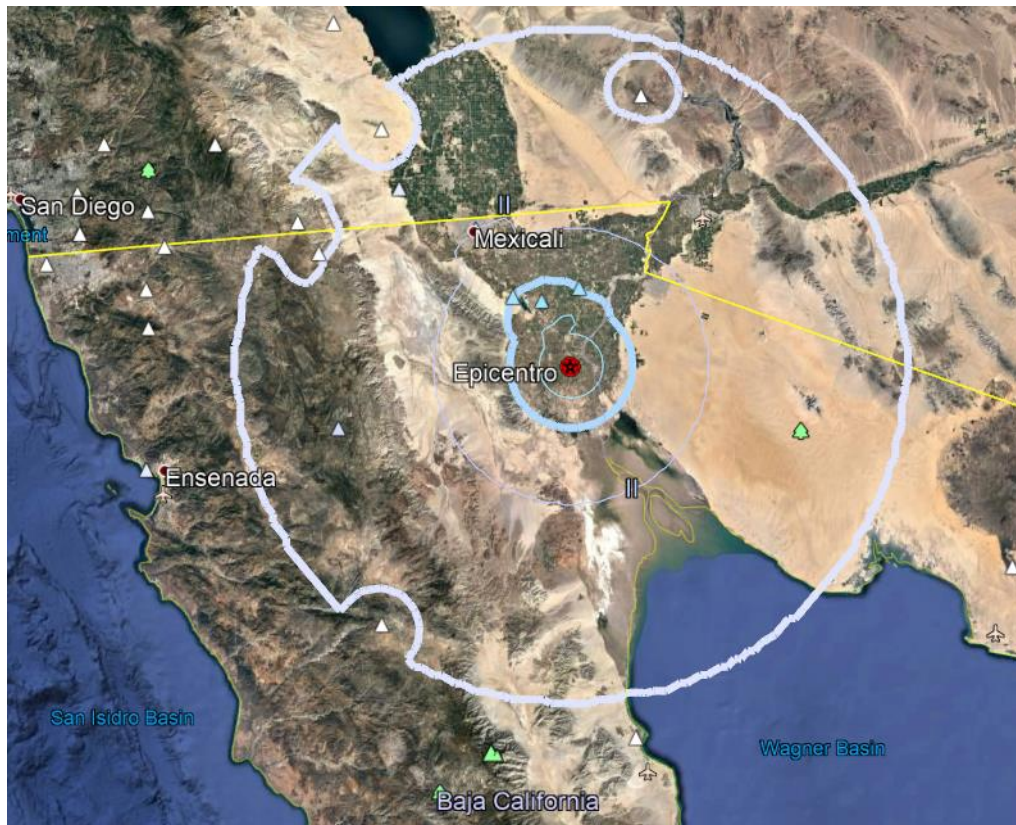 San Diego
ment
II
Mexicali
Epicentro
Ensenada
II
San Isidro Basin
Wagner Basin
Baja California